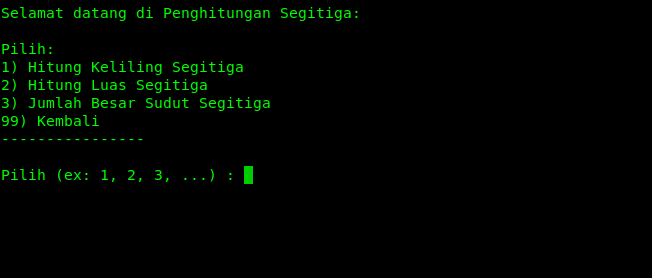 Selamat datang di Penghitungan Segitiga:
Pilih:
1) Hitung Keliling Segitiga
2) Hitung Luas Segitiga
3) Jumlah Besar Sudut Segitiga
99) Kembali
----------------
Pilih (ex: 1, 2, 3, ...) :